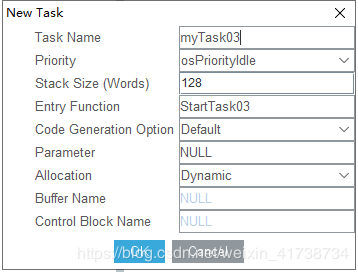 New Task
Task Name myTask03
Priority osPriorityIdle
Stack Size (Words) 128
Entry Function StartTask03
Code Generation Option Default
Parameter NULL
Allocation Dynamic
Buffer Name NULL
Control Block Name NULL
OK Cancel
https://blog.csdn.net/weixin_41738734